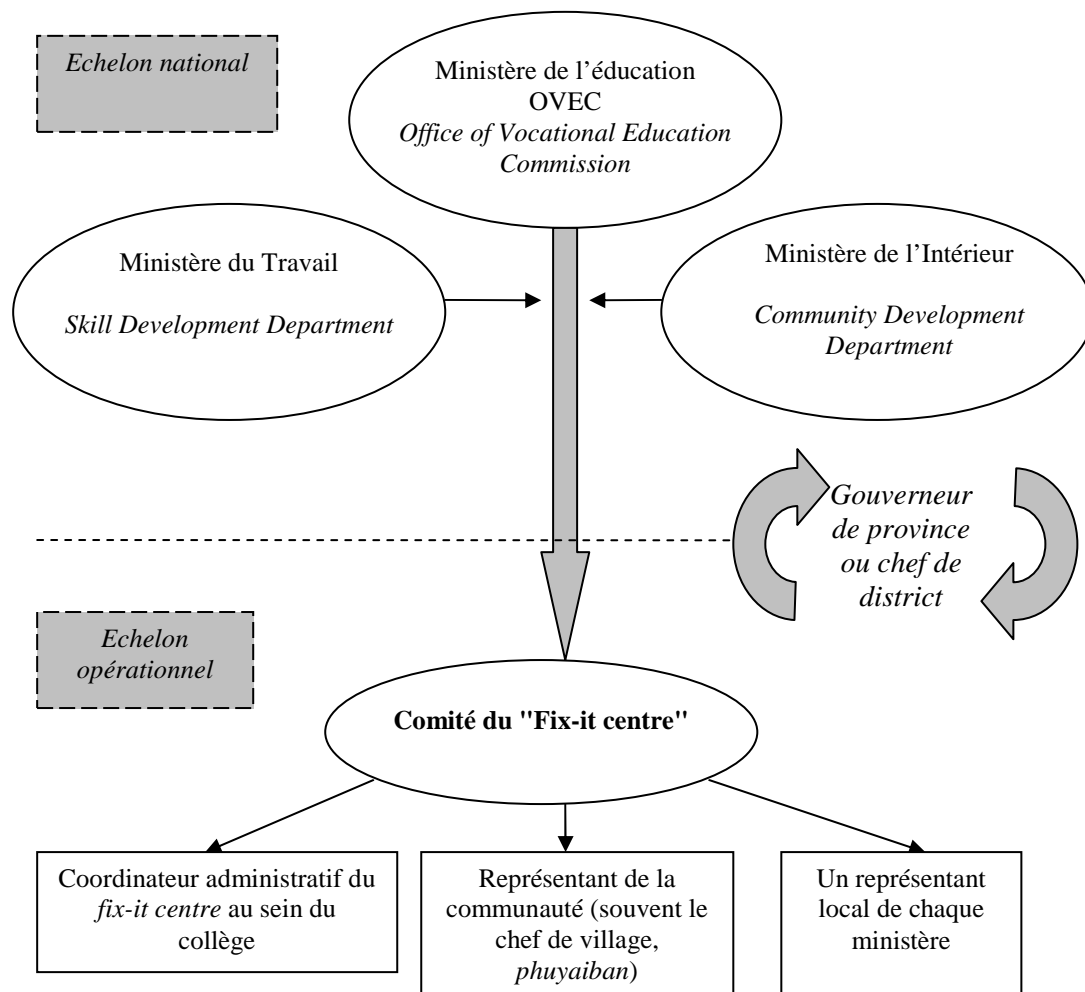 Echelon national
Ministère de l’éducation
OVEC
Office of Vocational Education
Commission
Ministère du Travail
Skill Development Department
Ministère de l’Intérieur
Community Development
Department
Gouverneur
de province
ou chef de
district
Echelon
opérationnel
Comité du "Fix-it centre"
Coordinateur administratif du
fix-it centre au sein du
collège
Représentant de la
communauté (souvent le
chef de village,
phuyaiban)
Un représentant
local de chaque
ministère